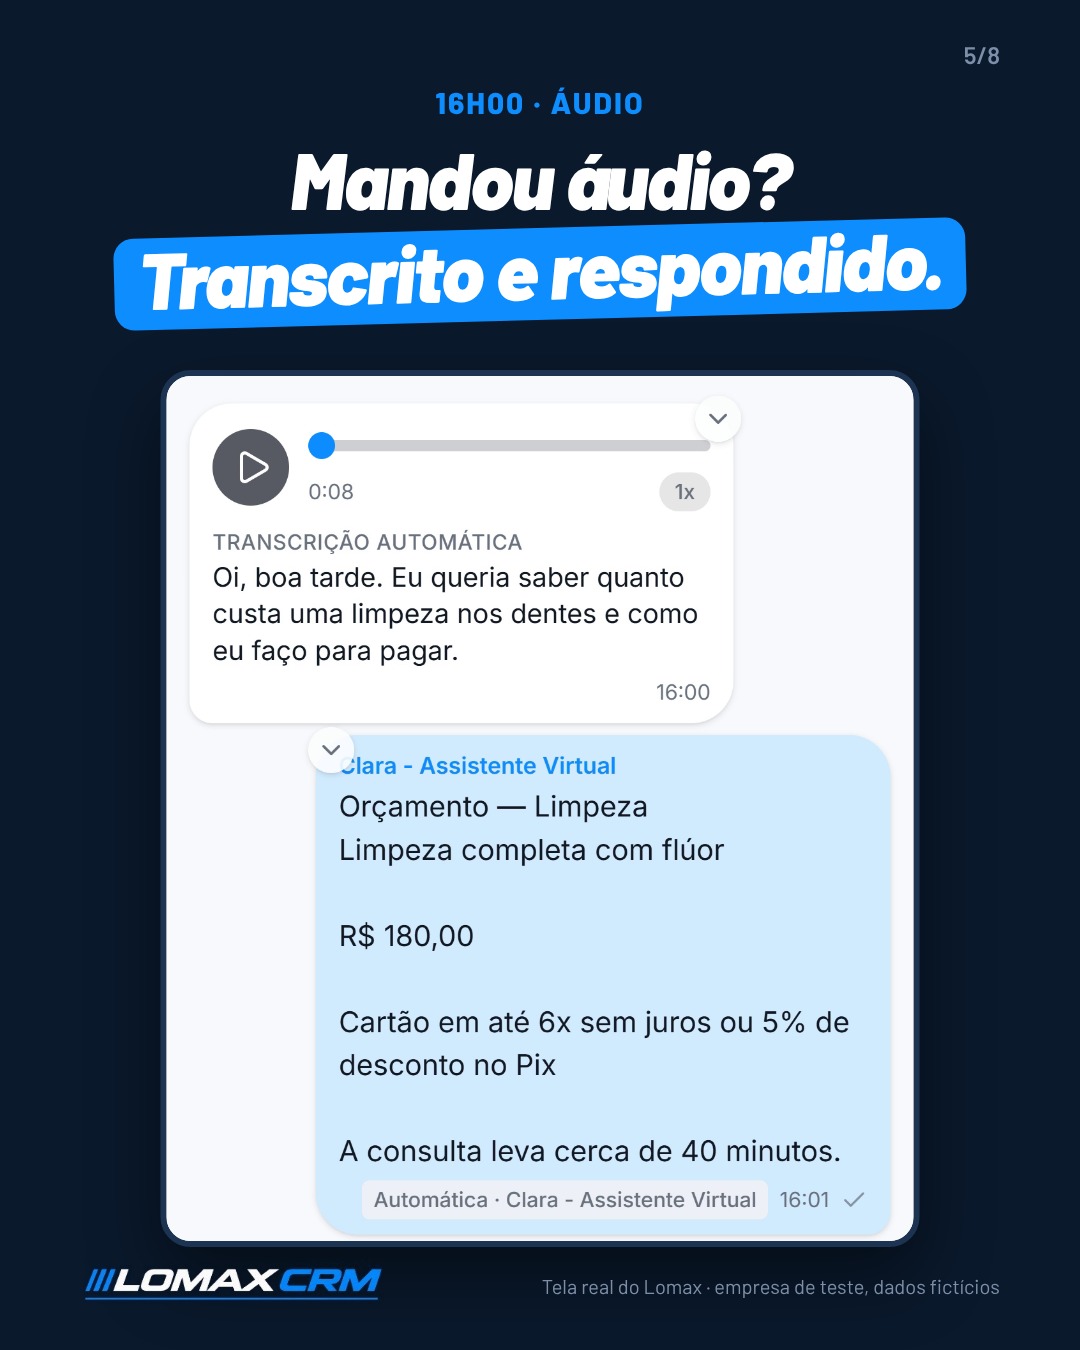 5/8
16H00 · ÁUDIO
Mandou áudio?
Transcrito e respondido.
0:08
1x
TRANSCRIÇÃO AUTOMÁTICA
Oi, boa tarde. Eu queria saber quanto
custa uma limpeza nos dentes e como
eu faço para pagar.
16:00
Clara - Assistente Virtual
Orçamento — Limpeza
Limpeza completa com flúor
R$ 180,00
Cartão em até 6x sem juros ou 5% de
desconto no Pix
A consulta leva cerca de 40 minutos.
Automática · Clara - Assistente Virtual 16:01
LOMAX CRM
Tela real do Lomax · empresa de teste, dados fictícios